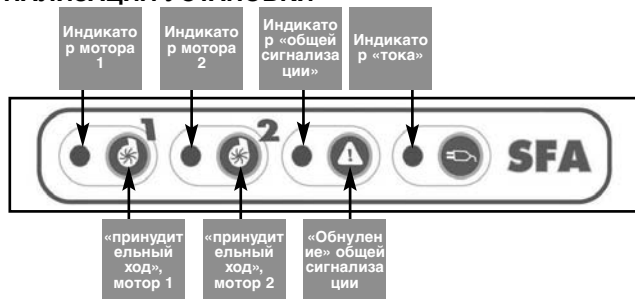 Индикато
р мотора
1
Индикато
р мотора
2
Индикато
р «общей
сигнализа
ции»
Индикато
р «тока»
1
2
SFA
«принудит
ельный
ход»,
мотор 1
«принудит
ельный
ход»,
мотор 2
«Обнулен
ие» общей
сигнализа
ции